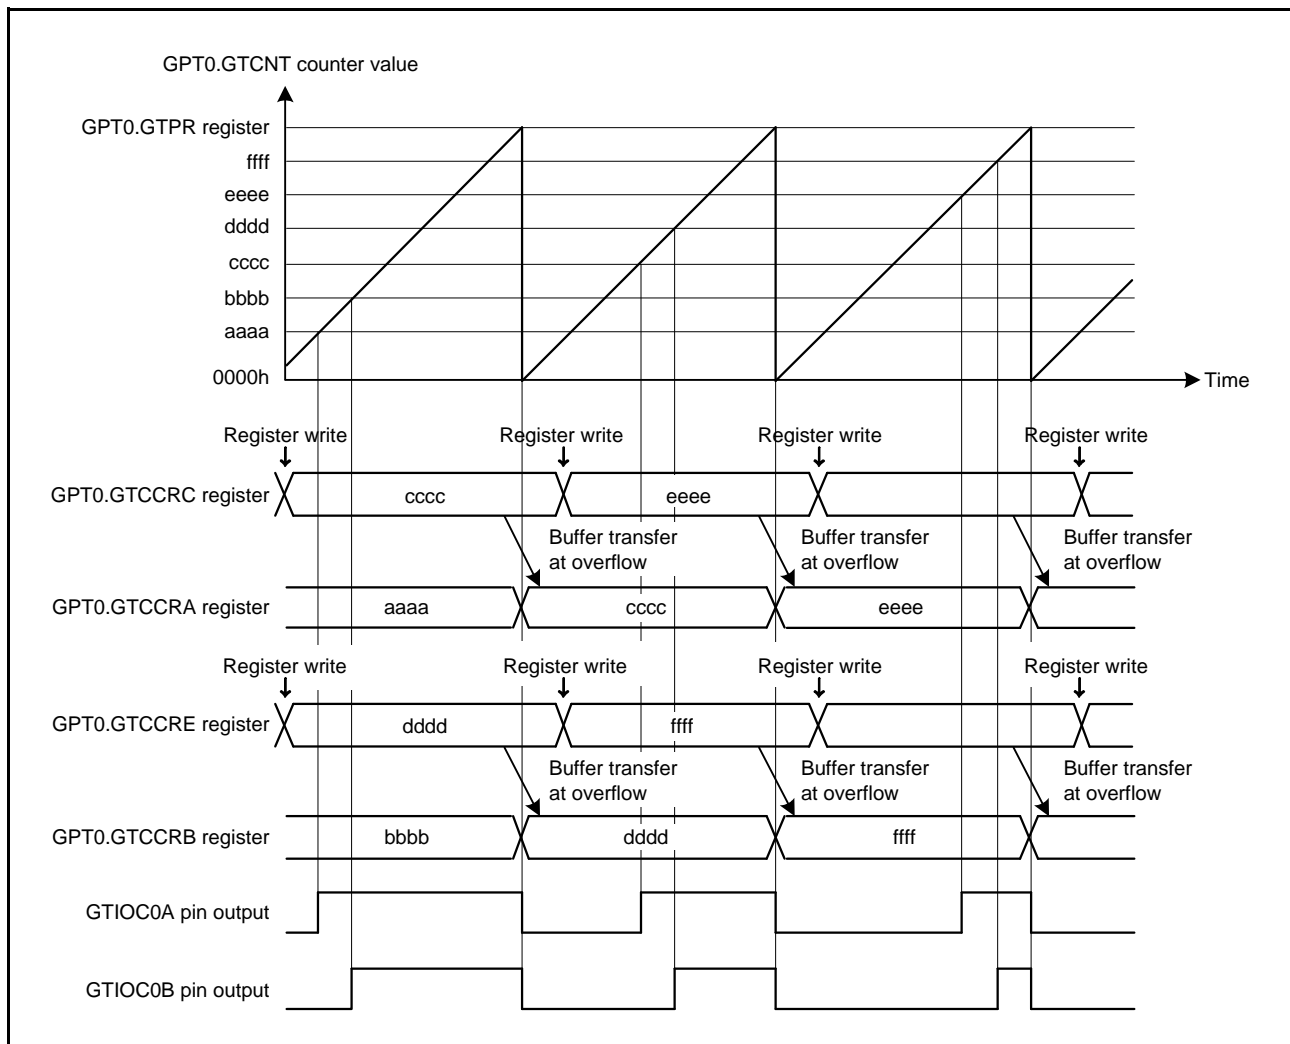 GPT0.GTCNT counter value
GPT0.GTPR register
ffff
eeee
dddd
cccc
bbbb
aaaa
0000h
Time
Register write
Register write
Register write
Register write
GPT0.GTCCRC register
cccc
eeee
Buffer transfer
at overflow
Buffer transfer
at overflow
Buffer transfer
at overflow
GPT0.GTCCRA register
aaaa
cccc
eeee
Register write
Register write
Register write
Register write
GPT0.GTCCRE register
dddd
ffff
Buffer transfer
at overflow
Buffer transfer
at overflow
Buffer transfer
at overflow
GPT0.GTCCRB register
bbbb
dddd
ffff
GTIOC0A pin output
GTIOC0B pin output